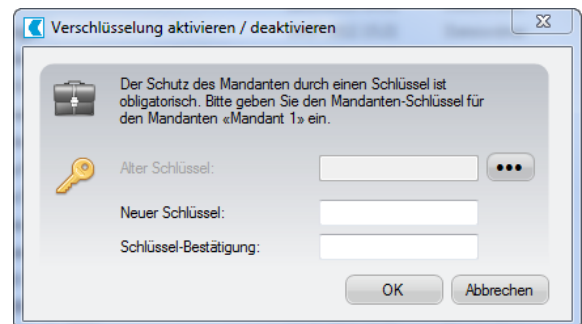 Verschlüsselung aktivieren / deaktivieren
Der Schutz des Mandanten durch einen Schlüssel ist
obligatorisch. Bitte geben Sie den Mandanten-Schlüssel für
den Mandanten «Mandant 1» ein.
Alter Schlüssel:
Neuer Schlüssel:
Schlüssel-Bestätigung:
OK Abbrechen